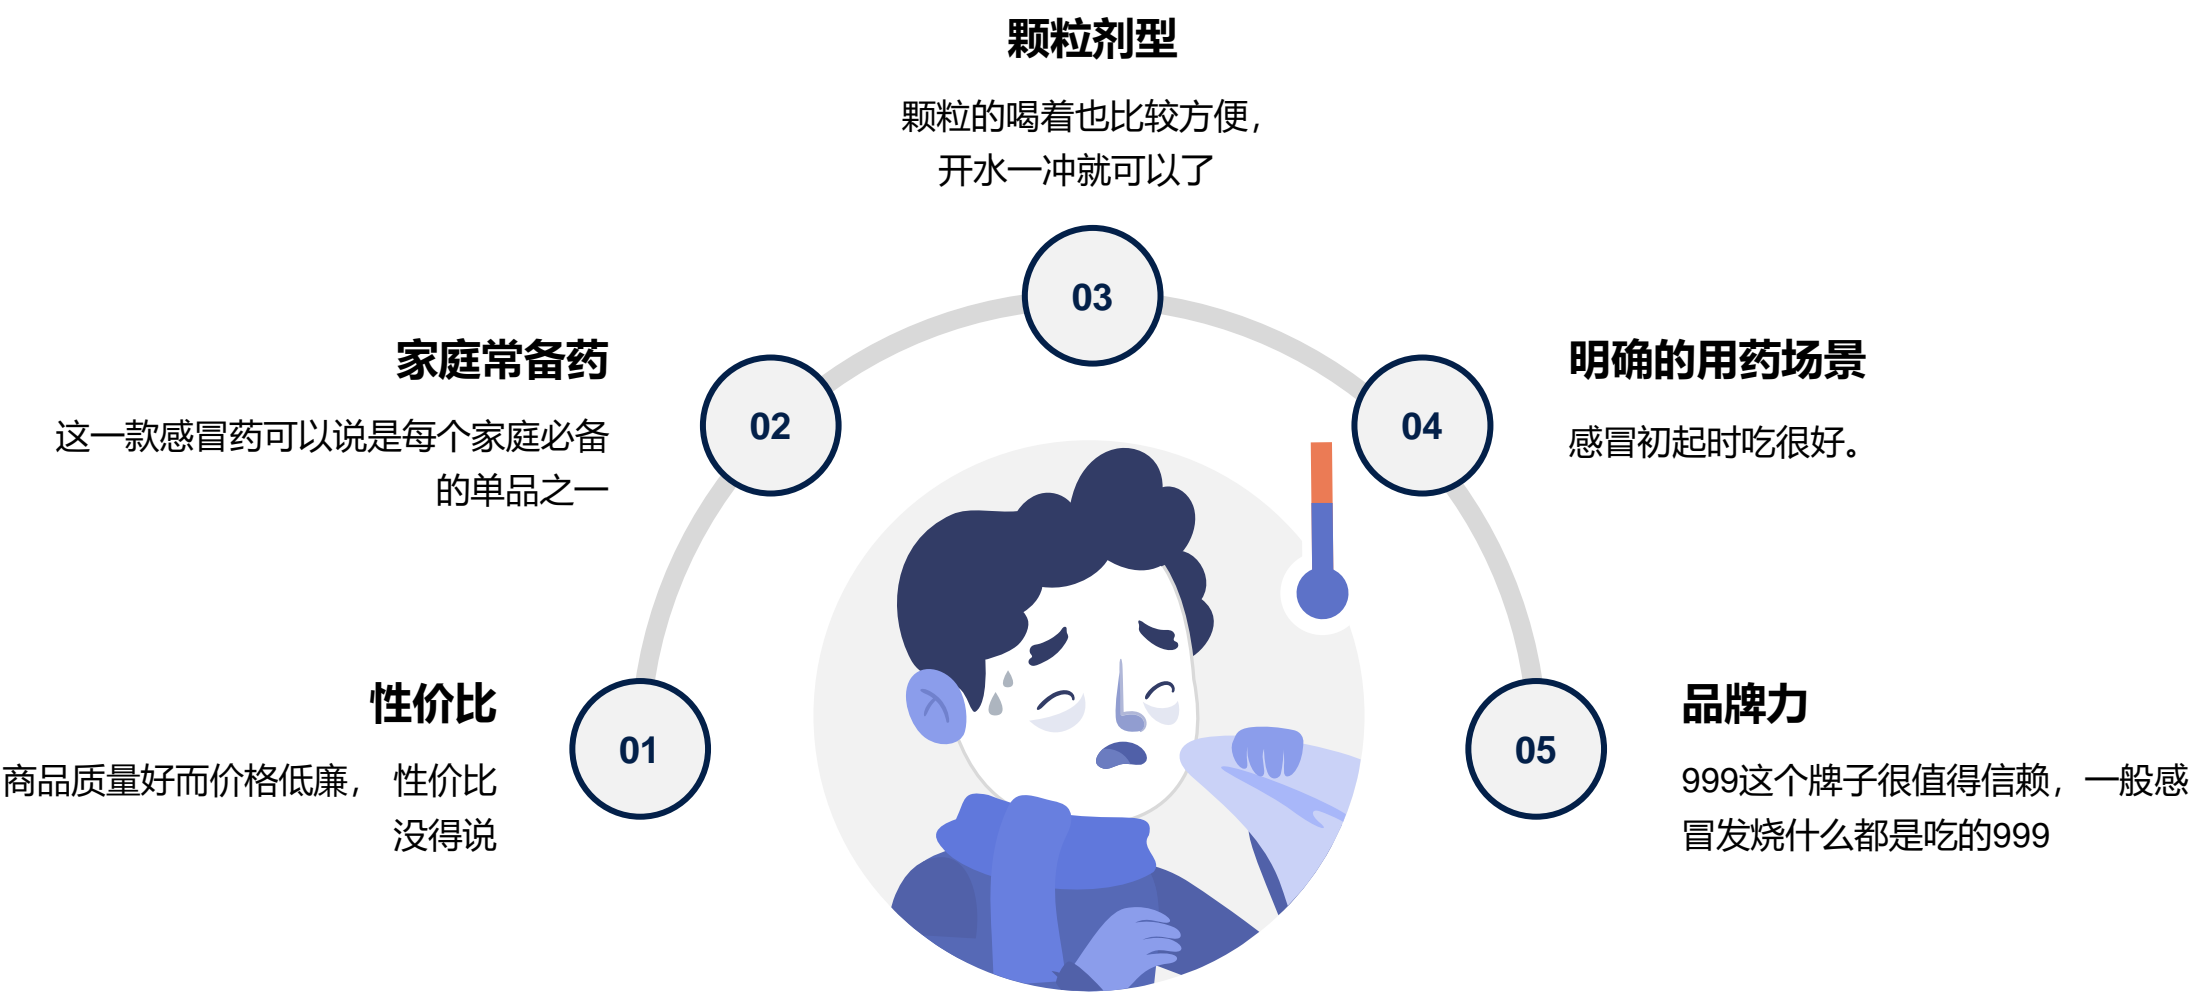 颗粒剂型
颗粒的喝着也比较方便，
开水一冲就可以了
03
家庭常备药
这一款感冒药可以说是每个家庭必备
的单品之一
02
明确的用药场景
感冒初起时吃很好。
04
性价比
商品质量好而价格低廉， 性价比
没得说
01
品牌力
999这个牌子很值得信赖，一般感
冒发烧什么都是吃的999
05